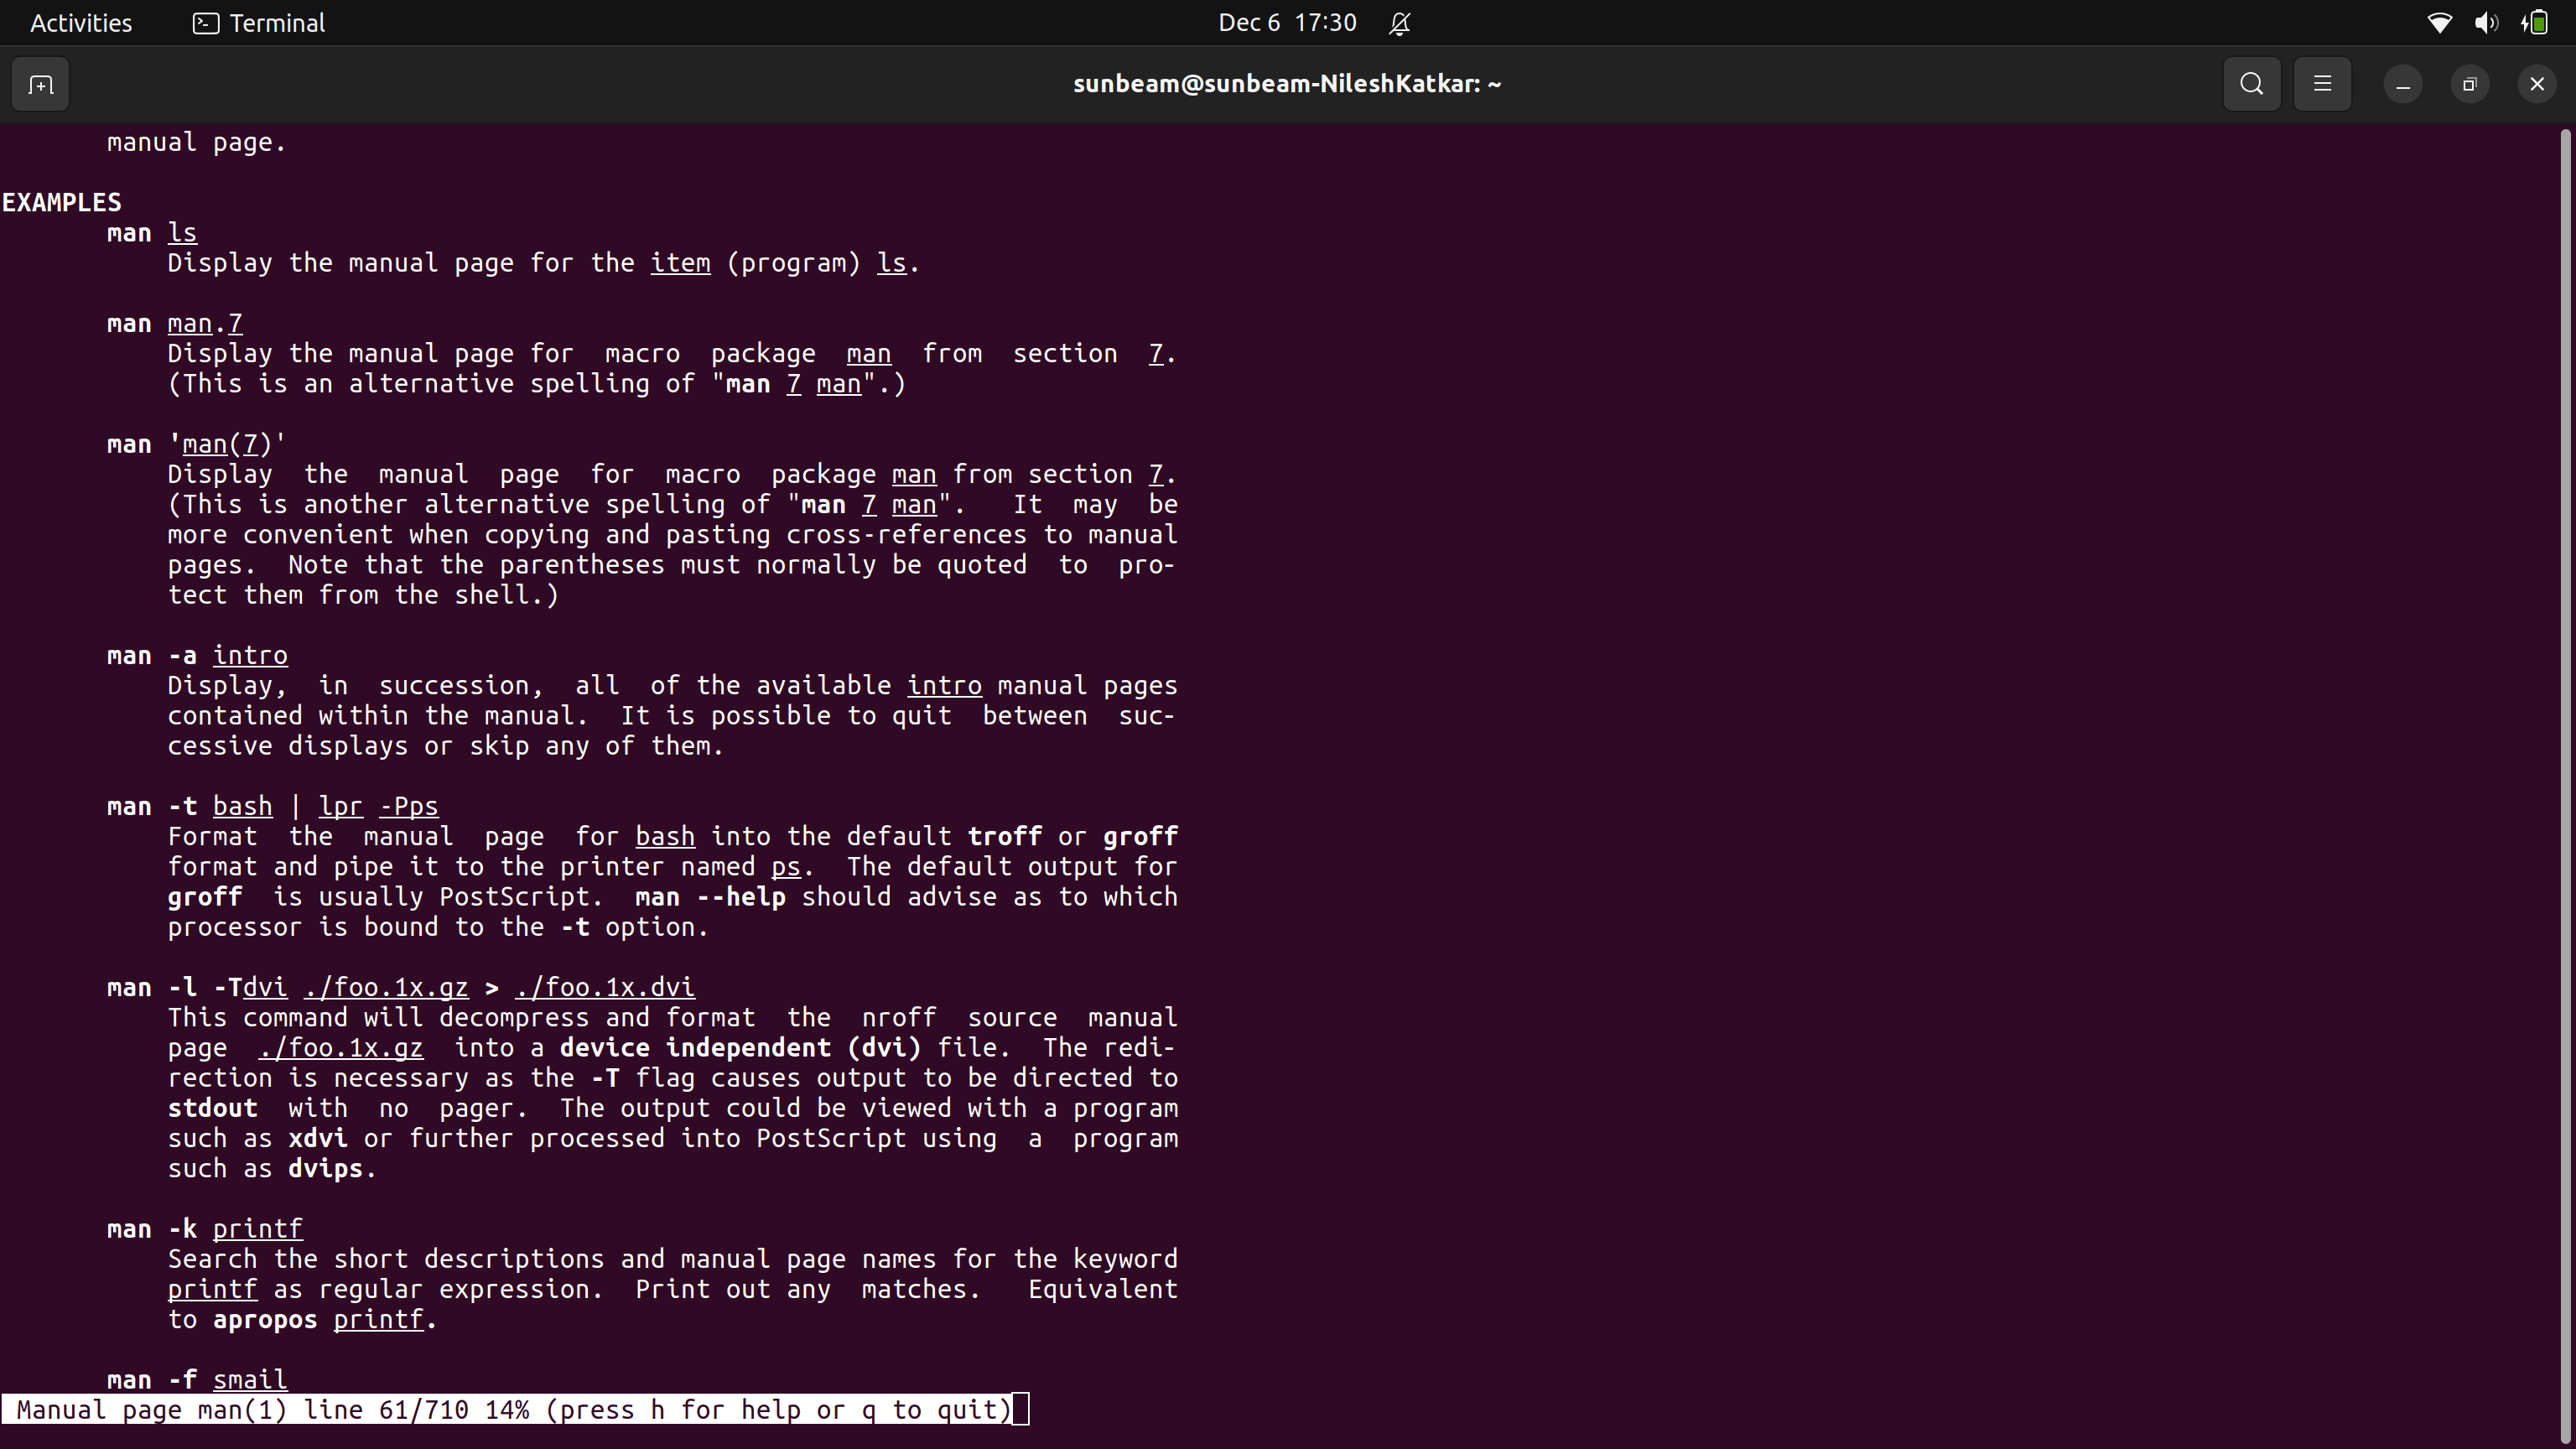 Activities Terminal Dec 6 17:30
sunbeam@sunbeam-NileshKatkar: ~
manual page.
EXAMPLES
man ls
Display the manual page for the item (program) ls.
man man.7
Display the manual page for macro package man from section 7.
(This is an alternative spelling of "man 7 man".)
man 'man(7)'
Display the manual page for macro package man from section 7.
(This is another alternative spelling of "man 7 man". It may be
more convenient when copying and pasting cross-references to manual
pages. Note that the parentheses must normally be quoted to pro-
tect them from the shell.)
man -a intro
Display, in succession, all of the available intro manual pages
contained within the manual. It is possible to quit between suc-
cessive displays or skip any of them.
man -t bash | lpr -Pps
Format the manual page for bash into the default troff or groff
format and pipe it to the printer named ps. The default output for
groff is usually PostScript. man --help should advise as to which
processor is bound to the -t option.
man -l -Tdvi ./foo.1x.gz > ./foo.1x.dvi
This command will decompress and format the nroff source manual
page ./foo.1x.gz into a device independent (dvi) file. The redi-
rection is necessary as the -T flag causes output to be directed to
stdout with no pager. The output could be viewed with a program
such as xdvi or further processed into PostScript using a program
such as dvips.
man -k printf
Search the short descriptions and manual page names for the keyword
printf as regular expression. Print out any matches. Equivalent
to apropos printf.
man -f smail
Manual page man(1) line 61/710 14% (press h for help or q to quit)